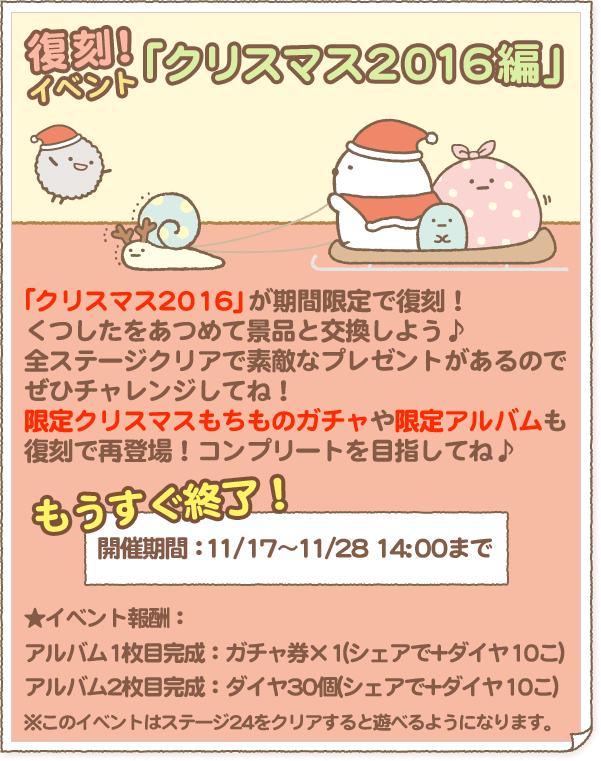 復刻!
イベント
「クリスマス2016編」
「クリスマス2016」が期間限定で復刻!
くつしたをあつめて景品と交換しよう♪
全ステージクリアで素敵なプレゼントがあるので
ぜひチャレンジしてね!
限定クリスマスもちものガチャや限定アルバムも
復刻で再登場!コンプリートを目指してね♪
もうすぐ終了!
開催期間:11/17〜11/28 14:00まで
★イベント報酬:
アルバム1枚目完成:ガチャ券×1(シェアで+ダイヤ10こ)
アルバム2枚目完成:ダイヤ30個(シェアで+ダイヤ10こ)
※このイベントはステージ24をクリアすると遊べるようになります。